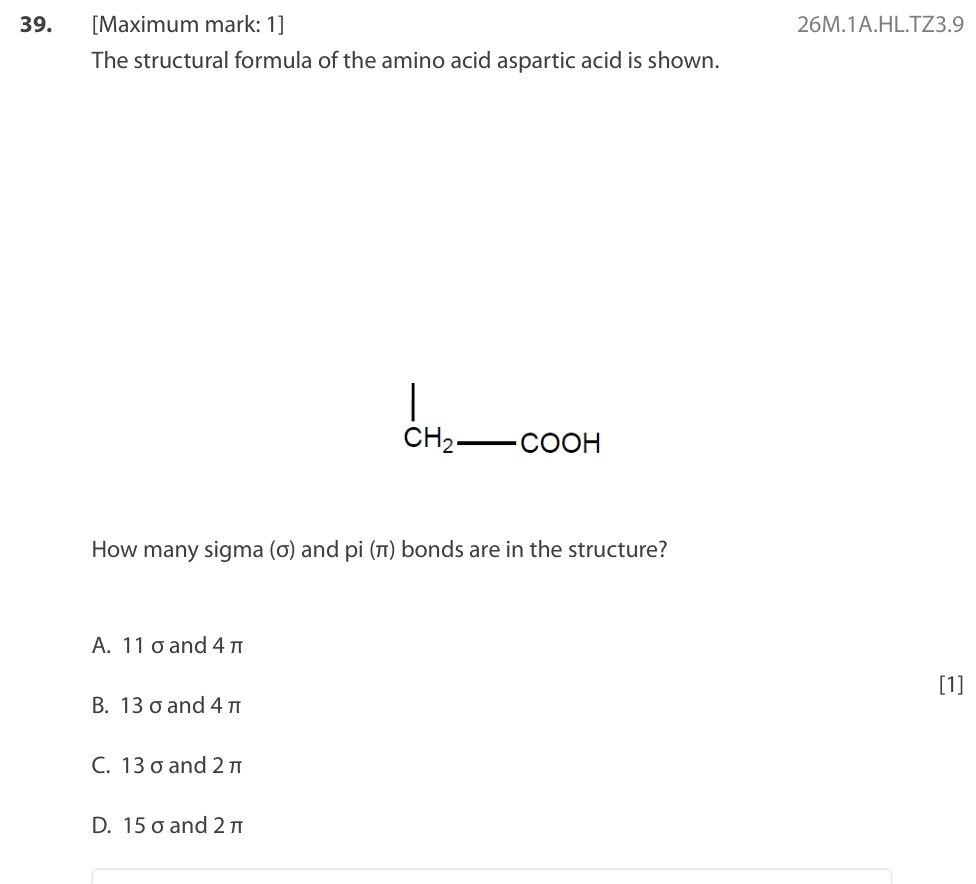 39. [Maximum mark: 1] 26M.1A.HL.TZ3.9
The structural formula of the amino acid aspartic acid is shown.
CH₂—COOH
How many sigma (σ) and pi (π) bonds are in the structure?
A. 11 σ and 4 π
[1]
B. 13 σ and 4 π
C. 13 σ and 2 π
D. 15 σ and 2 π